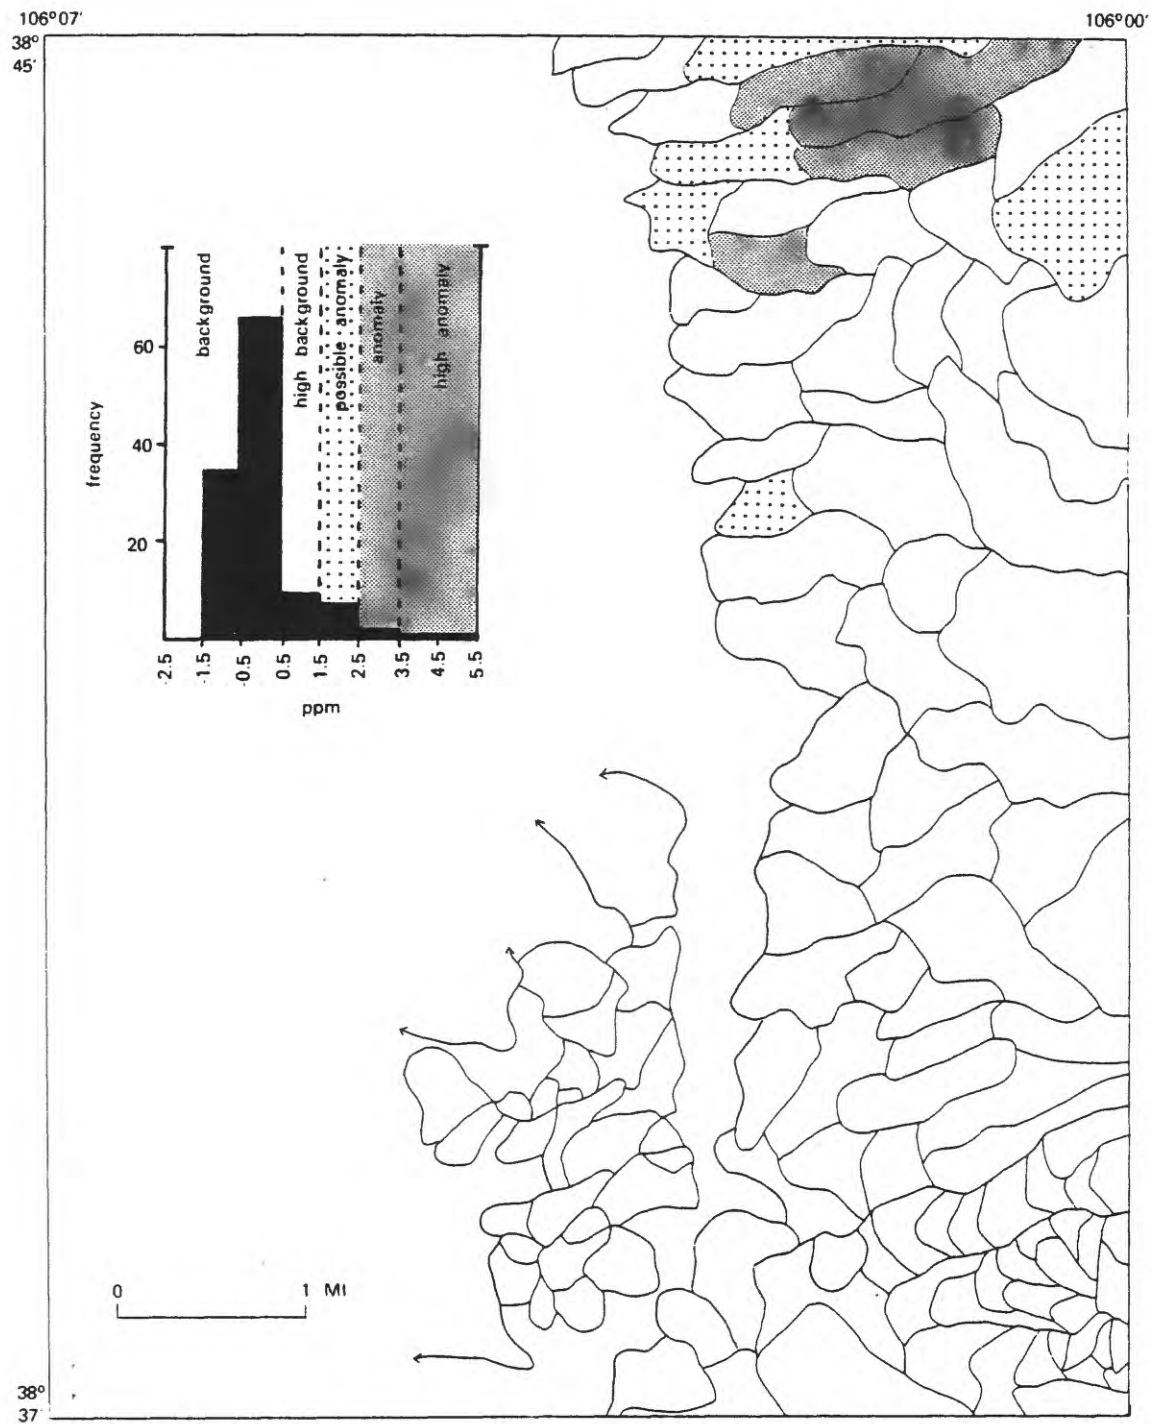 106°07'
106°00'
38°
45'
background
high background
possible anomaly
anomaly
high anomaly
60
40
20
frequency
-2.5
-1.5
-0.5
0.5
1.5
2.5
3.5
4.5
5.5
ppm
0 1 MI
38°
37'